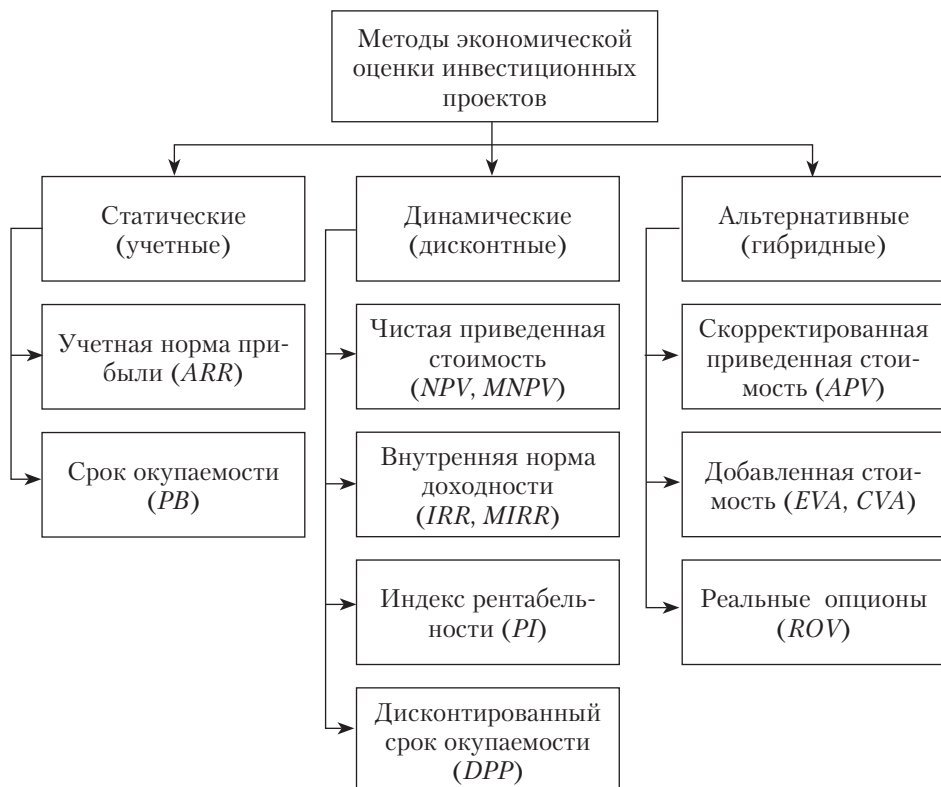 Методы экономической
оценки инвестиционных
проектов
Статические
(учетные)
Учетная норма при-
были (ARR)
Срок окупаемости
(PB)
Динамические
(дисконтные)
Чистая приведенная
стоимость
(NPV, MNPV)
Внутренняя норма
доходности
(IRR, MIRR)
Индекс рентабель-
ности (PI)
Дисконтированный
срок окупаемости
(DPP)
Альтернативные
(гибридные)
Скорректированная
приведенная стои-
мость (APV)
Добавленная стои-
мость (EVA, CVA)
Реальные опционы
(ROV)